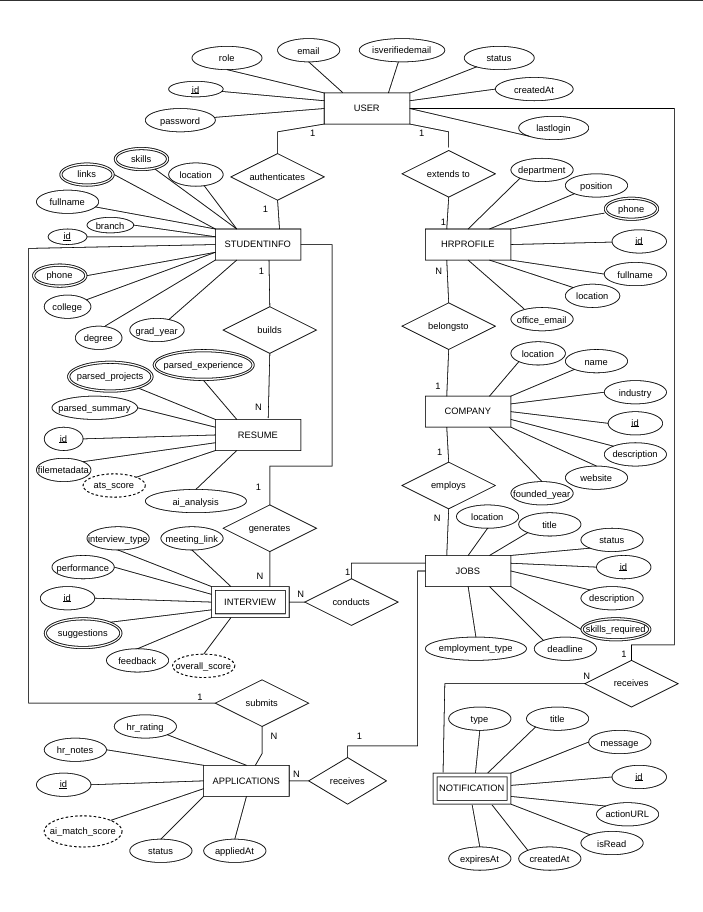 email
isverifiedemail
role
status
id
createdAt
USER
password
lastlogin
1
1
skills
links
location
authenticates
extends to
department
position
fullname
1
phone
branch
1
id
STUDENTINFO
HRPROFILE
id
phone
1
N
fullname
college
location
degree
grad_year
builds
office_email
belongsto
location
name
parsed_experience
parsed_projects
1
industry
parsed_summary
N
COMPANY
id
id
RESUME
1
description
filemetadata
website
ats_score
1
employs
founded_year
ai_analysis
N
location
title
generates
interview_type
meeting_link
status
performance
N
1
JOBS
id
id
INTERVIEW
N
conducts
description
suggestions
skills_required
employment_type
deadline
feedback
overall_score
1
N
receives
1
submits
hr_rating
N
type
title
hr_notes
1
message
id
APPLICATIONS
N
receives
id
NOTIFICATION
actionURL
ai_match_score
isRead
status
appliedAt
expiresAt
createdAt